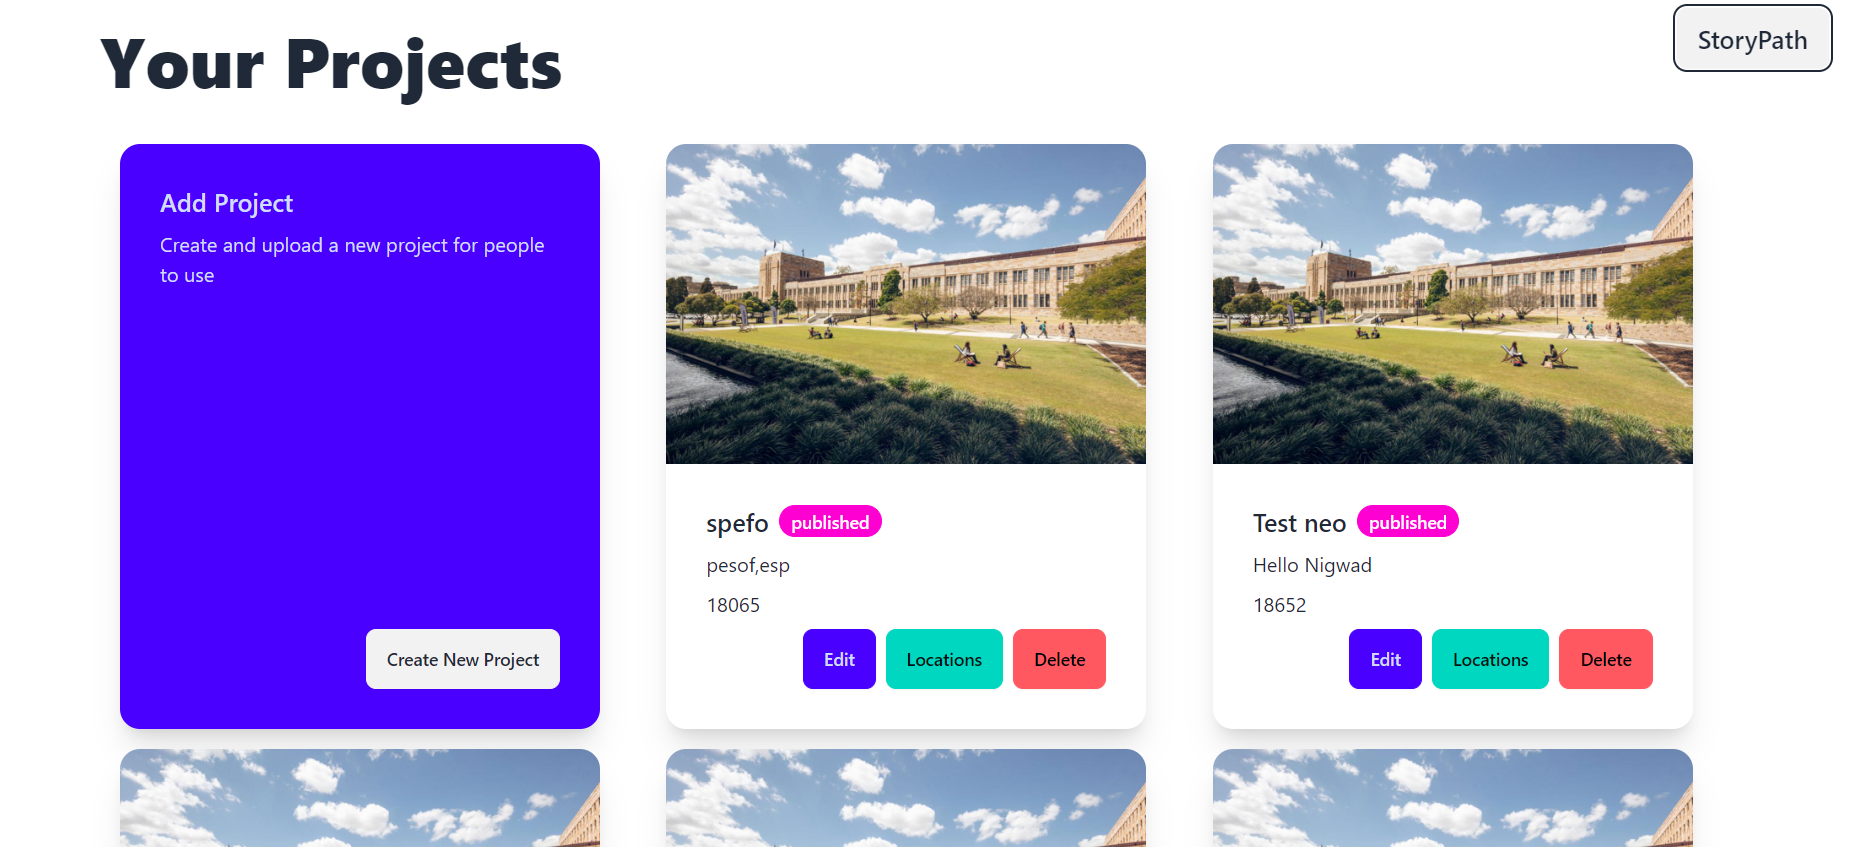 Your Projects
StoryPath
Add Project
Create and upload a new project for people
to use
Create New Project
spefo published
pesof,esp
18065
Edit Locations Delete
Test neo published
Hello Nigwad
18652
Edit Locations Delete